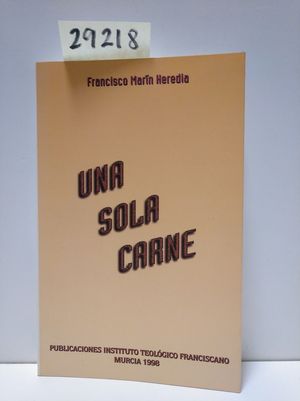 29218
Francisco Marín Heredia
UNA
SOLA
CARNE
PUBLICACIONES INSTITUTO TEOLÓGICO FRANCISCANO
MURCIA 1998